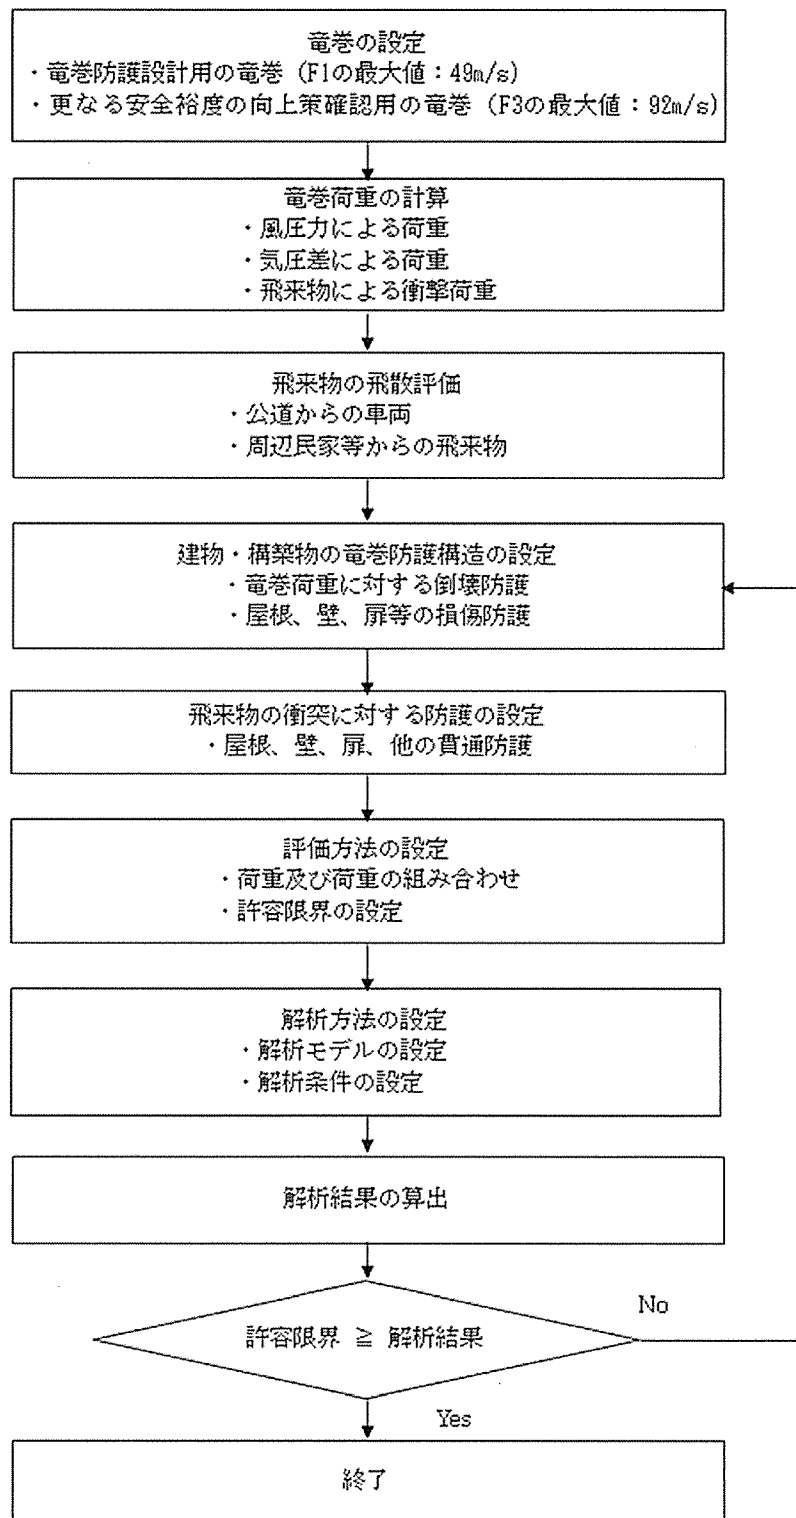 竜巻の設定
・竜巻防護設計用の竜巻 (F1の最大値：49m/s)
・更なる安全裕度の向上策確認用の竜巻 (F3の最大値：92m/s)
竜巻荷重の計算
・風圧力による荷重
・気圧差による荷重
・飛来物による衝撃荷重
飛来物の飛散評価
・公道からの車両
・周辺民家等からの飛来物
建物・構築物の竜巻防護構造の設定
・竜巻荷重に対する倒壊防護
・屋根、壁、扉等の損傷防護
飛来物の衝突に対する防護の設定
・屋根、壁、扉、他の貫通防護
評価方法の設定
・荷重及び荷重の組み合わせ
・許容限界の設定
解析方法の設定
・解析モデルの設定
・解析条件の設定
解析結果の算出
許容限界 ≧ 解析結果
No
Yes
終了